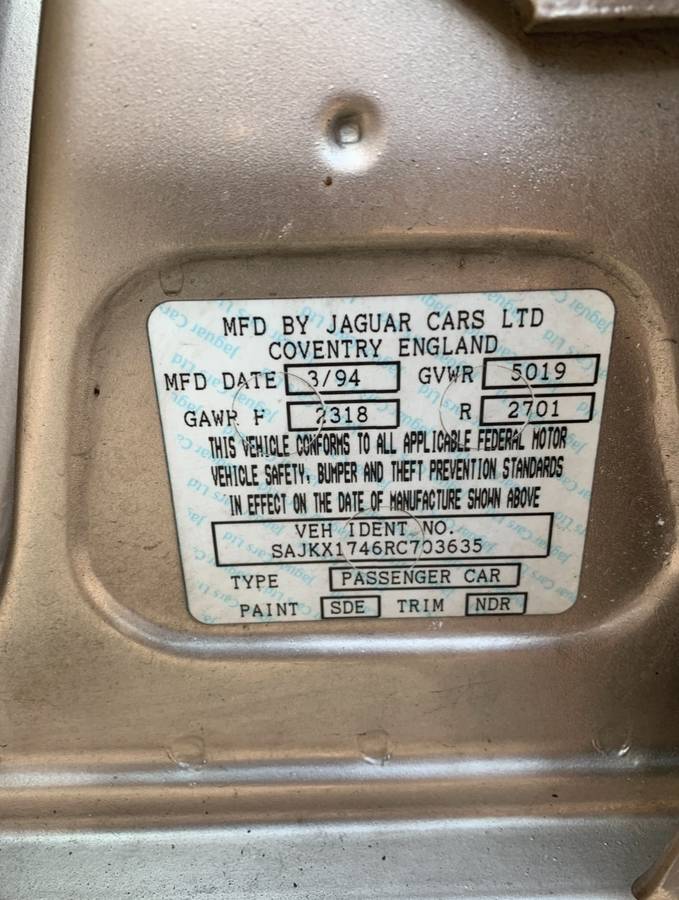 MFD BY JAGUAR CARS LTD
COVENTRY ENGLAND
MFD DATE 3/94 GVWR 5019
GAWR F 2318 R 2701
THIS VEHICLE CONFORMS TO ALL APPLICABLE FEDERAL MOTOR
VEHICLE SAFETY, BUMPER AND THEFT PREVENTION STANDARDS
IN EFFECT ON THE DATE OF MANUFACTURE SHOWN ABOVE
VEH IDENT NO.
SAJKX1746RC703635
TYPE PASSENGER CAR
PAINT SDE TRIM NDR